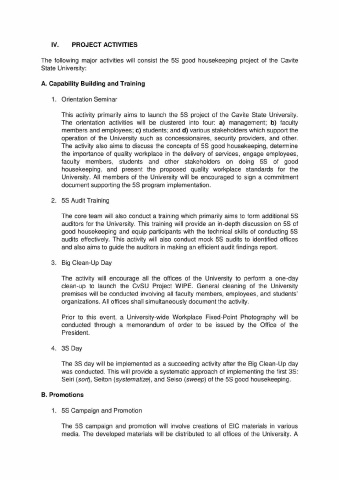 IV. PROJECT ACTIVITIES
The following major activities will consist the 5S good housekeeping project of the Cavite
State University:
A. Capability Building and Training
1. Orientation Seminar
This activity primarily aims to launch the 5S project of the Cavite State University.
The orientation activities will be clustered into four: a) management; b) faculty
members and employees; c) students; and d) various stakeholders which support the
operation of the University such as concessionaires, security providers, and other.
The activity also aims to discuss the concepts of 5S good housekeeping, determine
the importance of quality workplace in the delivery of services, engage employees,
faculty members, students and other stakeholders on doing 5S of good
housekeeping, and present the proposed quality workplace standards for the
University. All members of the University will be encouraged to sign a commitment
document supporting the 5S program implementation.
2. 5S Audit Training
The core team will also conduct a training which primarily aims to form additional 5S
auditors for the University. This training will provide an in-depth discussion on 5S of
good housekeeping and equip participants with the technical skills of conducting 5S
audits effectively. This activity will also conduct mock 5S audits to identified offices
and also aims to guide the auditors in making an efficient audit findings report.
3. Big Clean-Up Day
The activity will encourage all the offices of the University to perform a one-day
clean-up to launch the CvSU Project WIPE. General cleaning of the University
premises will be conducted involving all faculty members, employees, and students'
organizations. All offices shall simultaneously document the activity.
Prior to this event, a University-wide Workplace Fixed-Point Photography will be
conducted through a memorandum of order to be issued by the Office of the
President.
4. 3S Day
The 3S day will be implemented as a succeeding activity after the Big Clean-Up day
was conducted. This will provide a systematic approach of implementing the first 3S:
Seiri (sort), Seiton (systematize), and Seiso (sweep) of the 5S good housekeeping.
B. Promotions
1. 5S Campaign and Promotion
The 5S campaign and promotion will involve creations of EIC materials in various
media. The developed materials will be distributed to all offices of the University. A